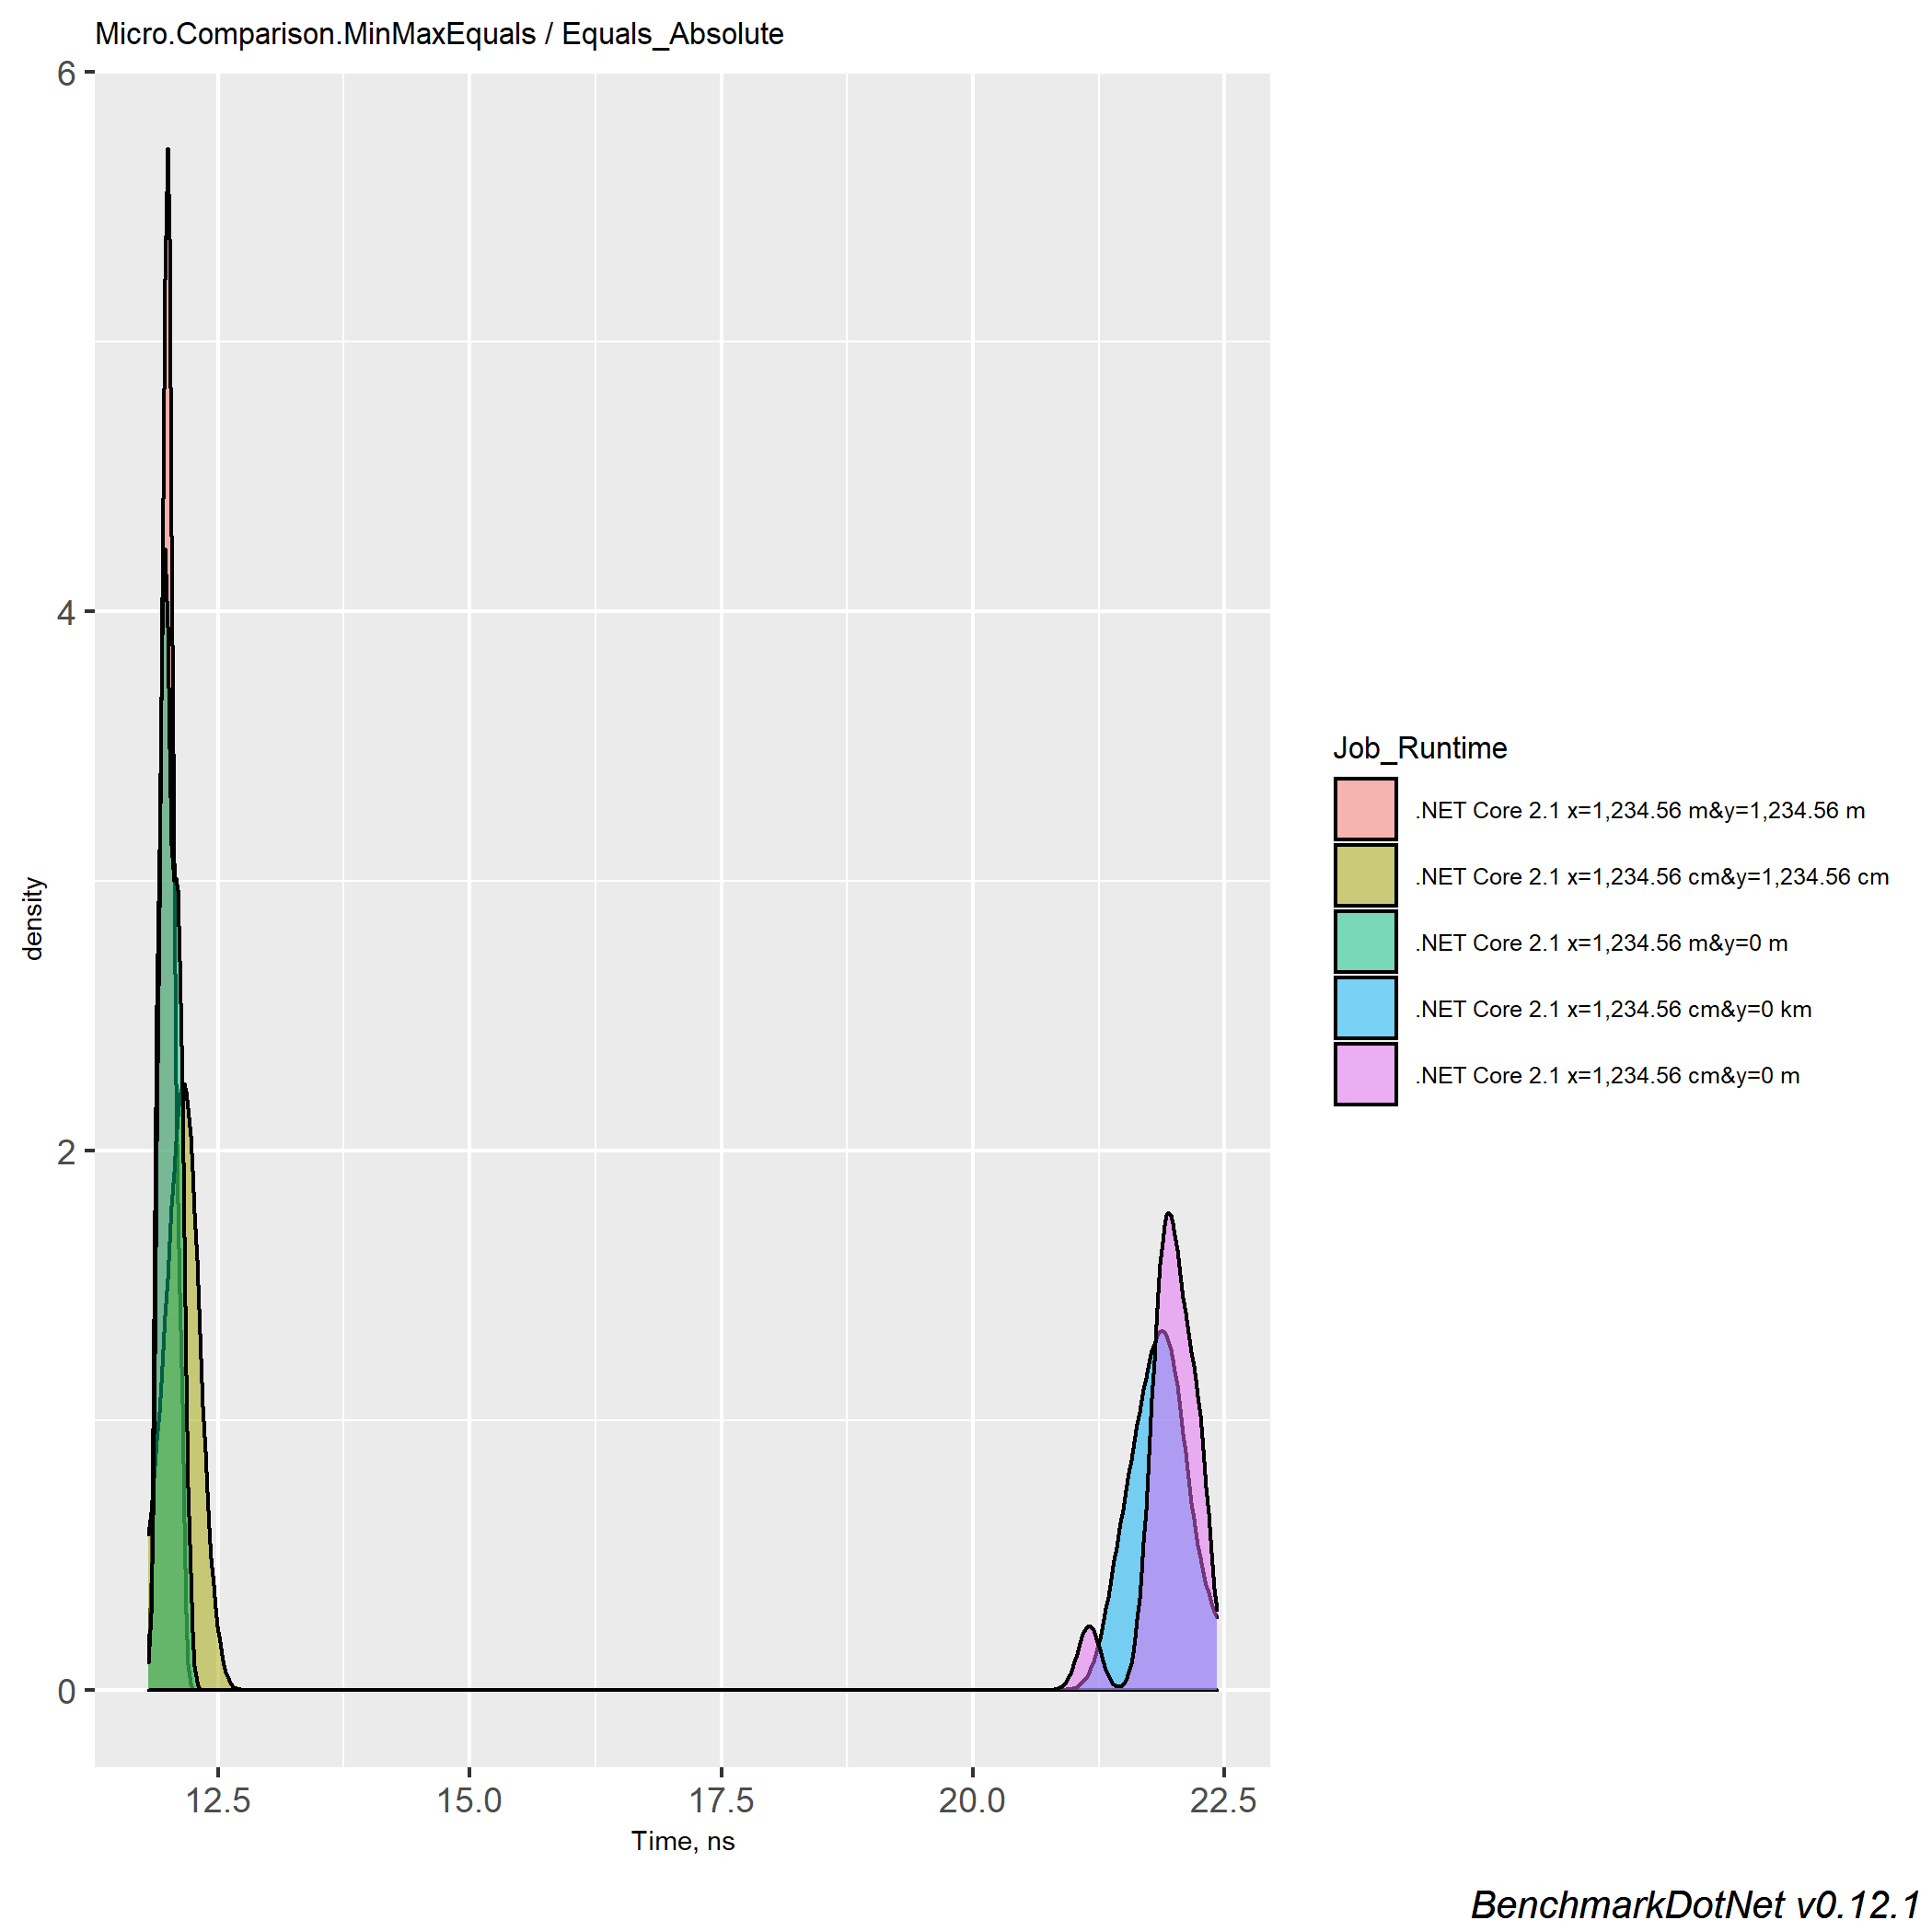 Micro.Comparison.MinMaxEquals / Equals_Absolute
6
4
2
0
density
12.5 15.0 17.5 20.0 22.5
Time, ns
Job_Runtime
.NET Core 2.1 x=1,234.56 m&y=1,234.56 m
.NET Core 2.1 x=1,234.56 cm&y=1,234.56 cm
.NET Core 2.1 x=1,234.56 m&y=0 m
.NET Core 2.1 x=1,234.56 cm&y=0 km
.NET Core 2.1 x=1,234.56 cm&y=0 m
BenchmarkDotNet v0.12.1